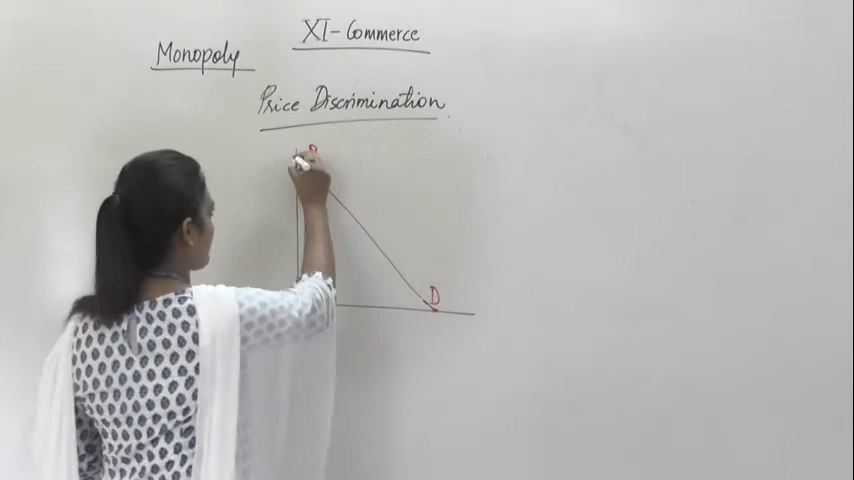 XI-Commerce
Monopoly
Price Discrimination
D
D